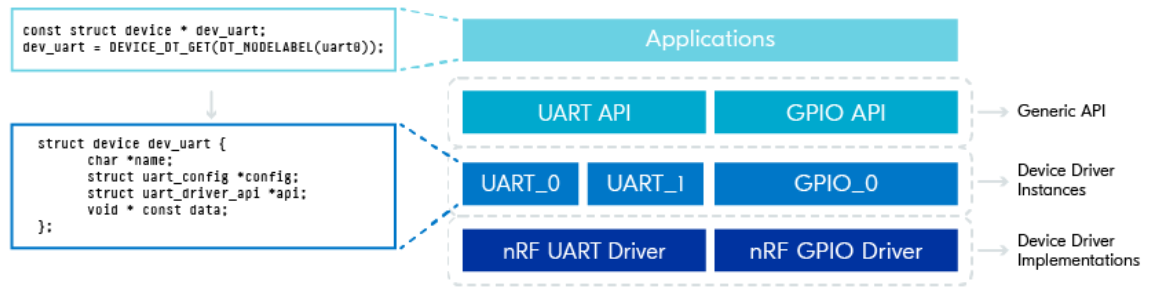 const struct device * dev_uart;
dev_uart = DEVICE_DT_GET(DT_NODELABEL(uart0));
Applications
UART API
GPIO API
Generic API
struct device dev_uart {
char *name;
struct uart_config *config;
struct uart_driver_api *api;
void * const data;
};
UART_0
UART_1
GPIO_0
Device Driver
Instances
nRF UART Driver
nRF GPIO Driver
Device Driver
Implementations